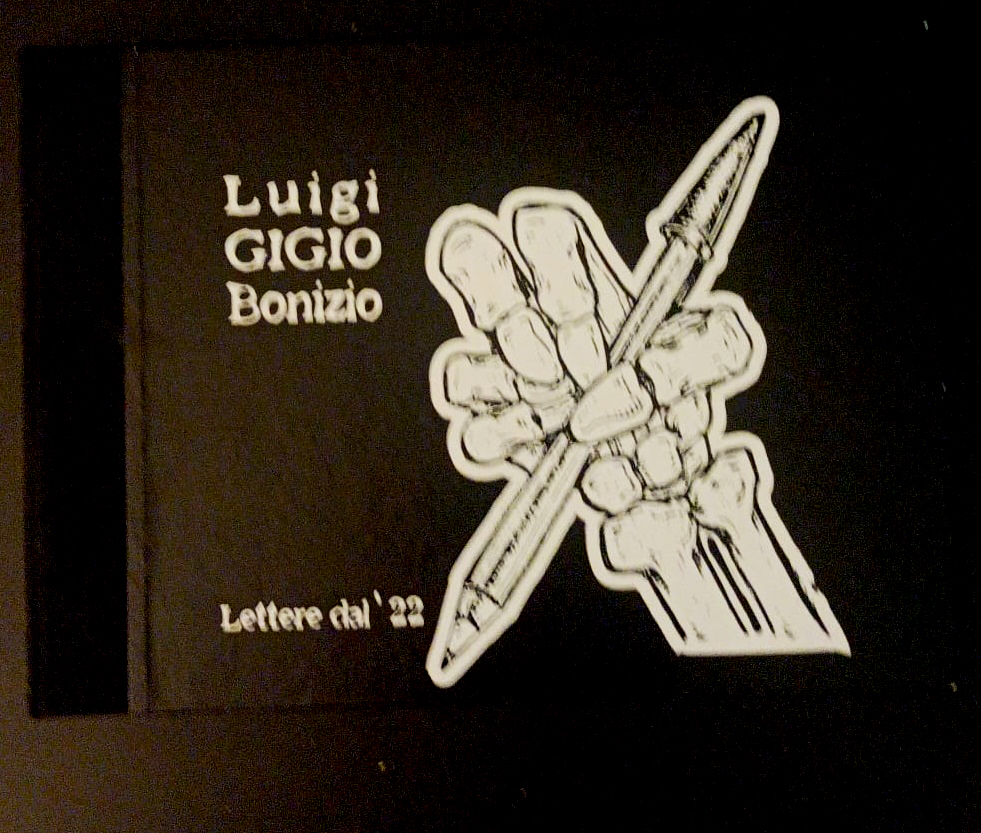 Luigi
GIGIO
Bonizio
Lettere dal '22